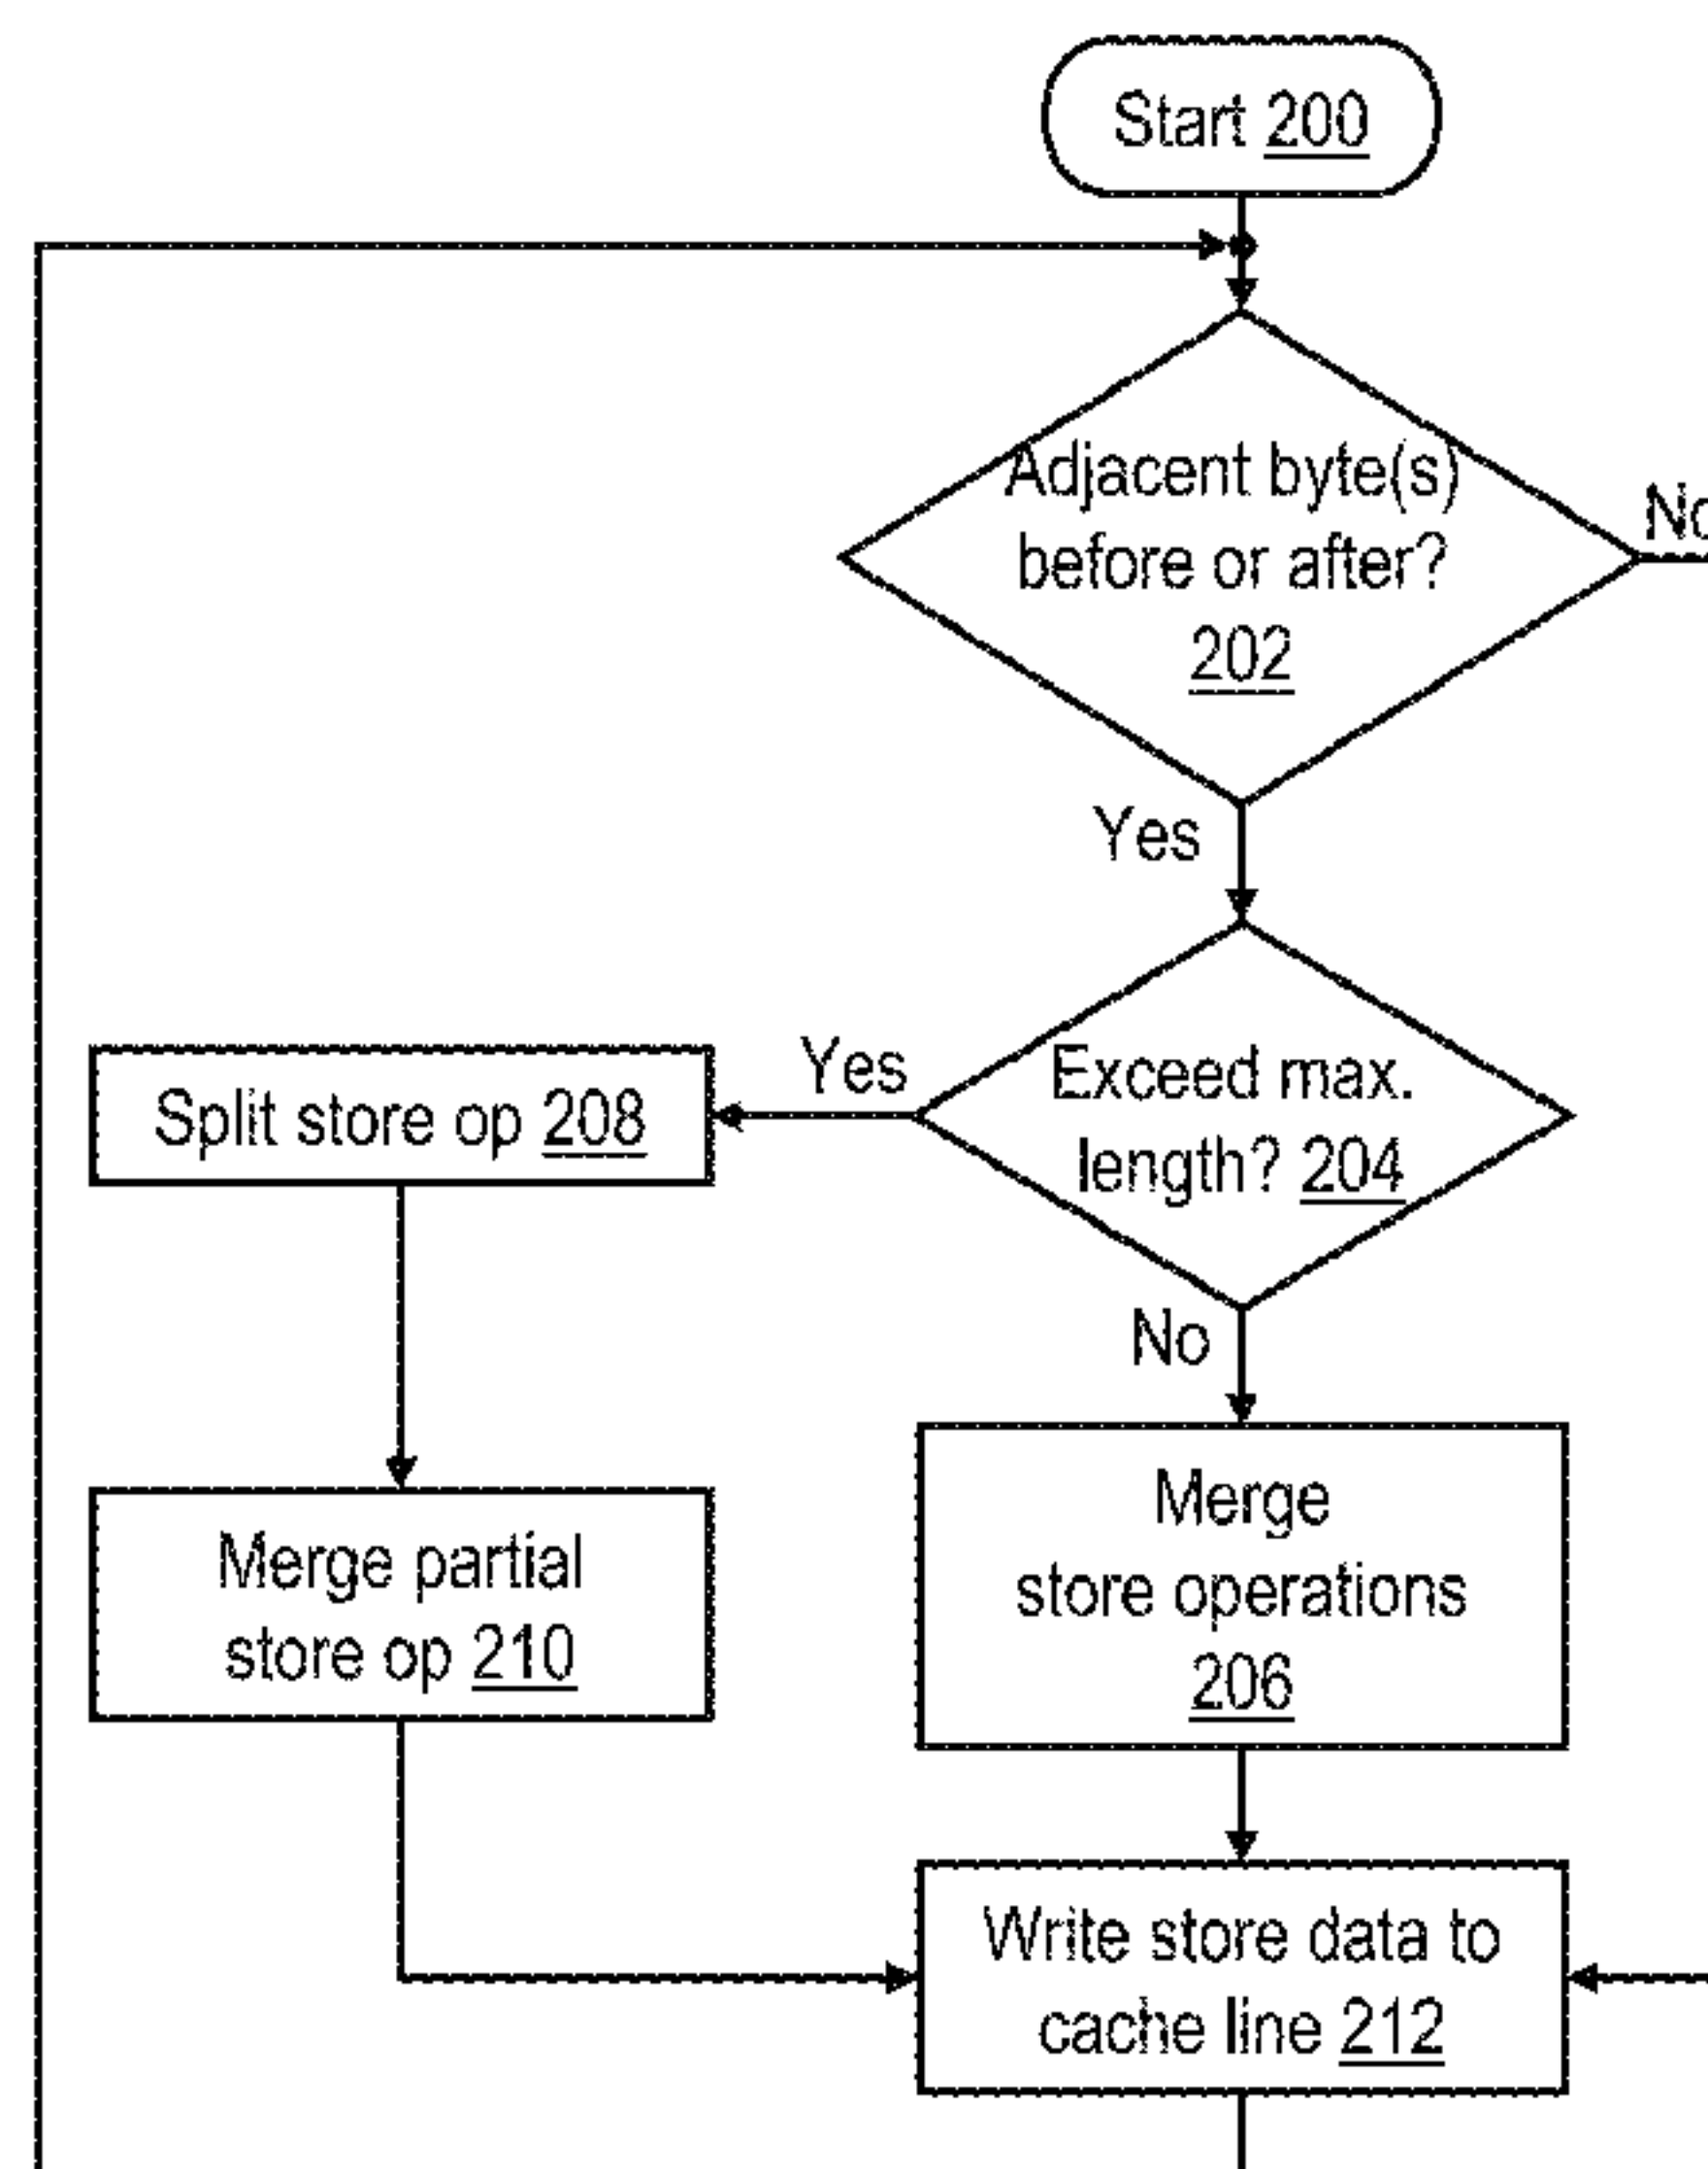 Start 200
Adjacent byte(s)
before or after?
202
No
Yes
Exceed max.
length? 204
Yes
Split store op 208
No
Merge partial
store op 210
Merge
store operations
206
Write store data to
cache line 212